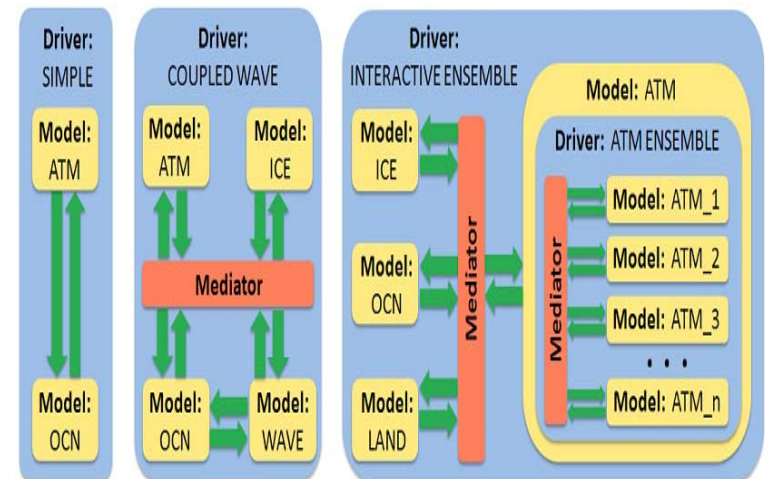 Driver:
SIMPLE
Model:
ATM
Model:
OCN
Driver:
COUPLED WAVE
Model:
ATM
Model:
ICE
Mediator
Model:
OCN
Model:
WAVE
Driver:
INTERACTIVE ENSEMBLE
Model:
ICE
Model:
OCN
Model:
LAND
Mediator
Model: ATM
Driver: ATM ENSEMBLE
Mediator
Model: ATM_1
Model: ATM_2
Model: ATM_3
. . .
Model: ATM_n